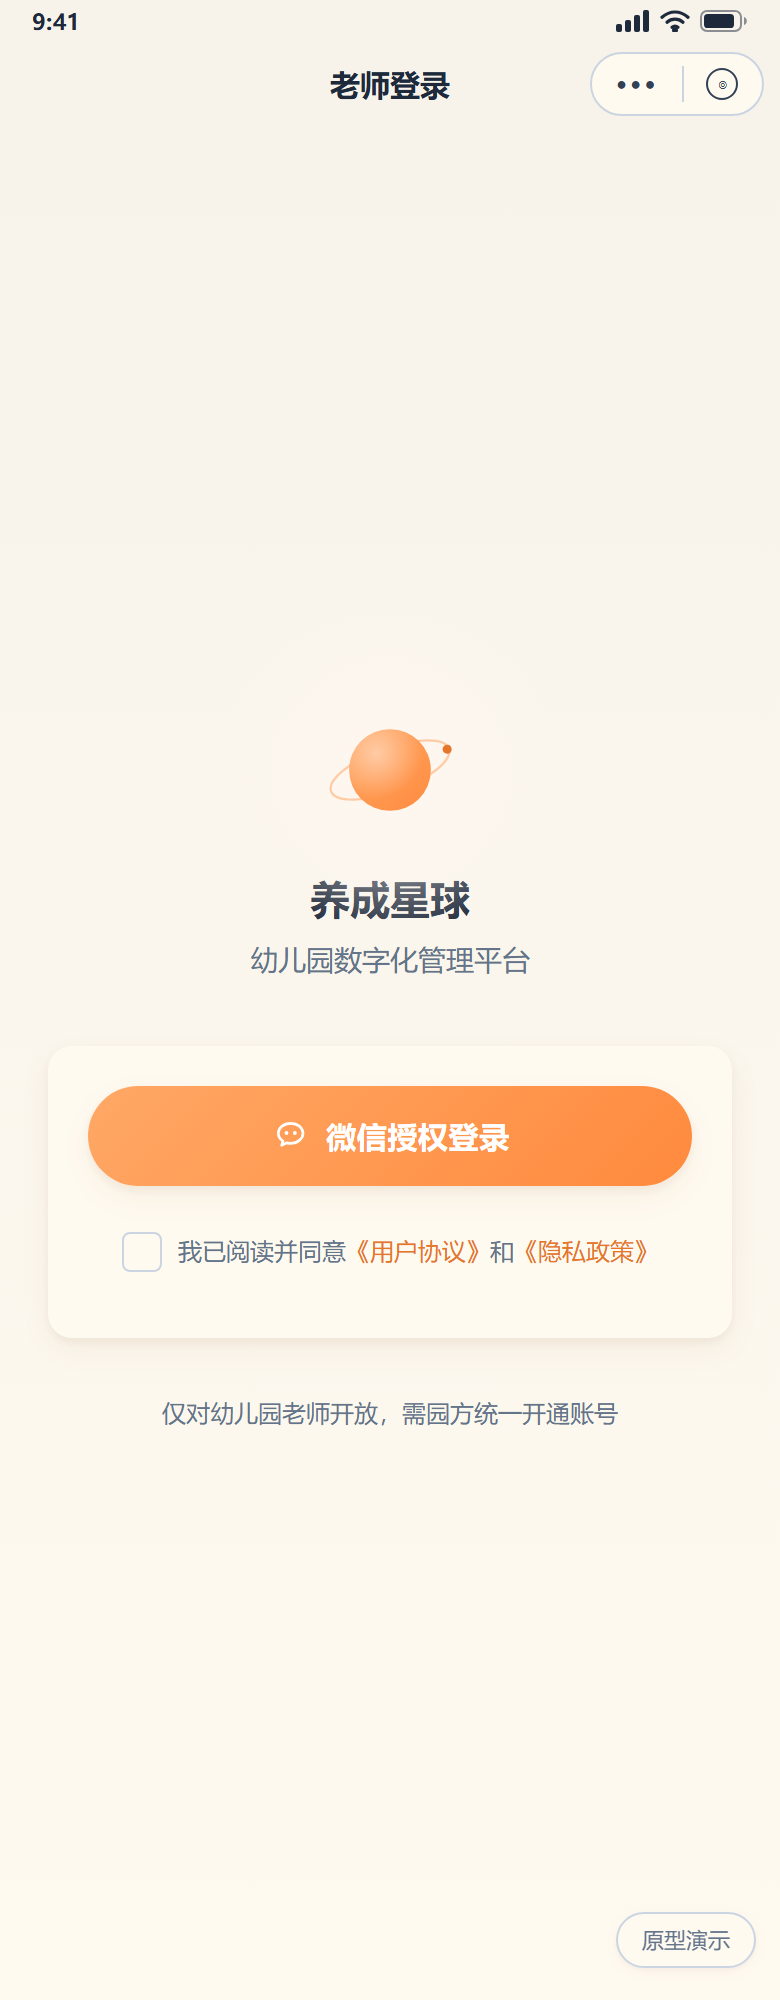 9:41
老师登录
养成星球
幼儿园数字化管理平台
微信授权登录
我已阅读并同意《用户协议》和《隐私政策》
仅对幼儿园老师开放，需园方统一开通账号
原型演示